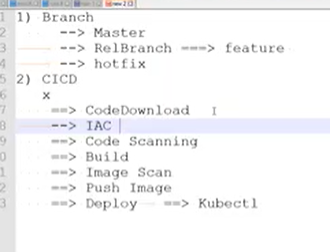 1) Branch
--> Master
--> RelBranch ===> feature
--> hotfix
2) CICD
x
==> CodeDownload
--> IAC
==> Code Scanning
==> Build
==> Image Scan
==> Push Image
==> Deploy ==> Kubectl